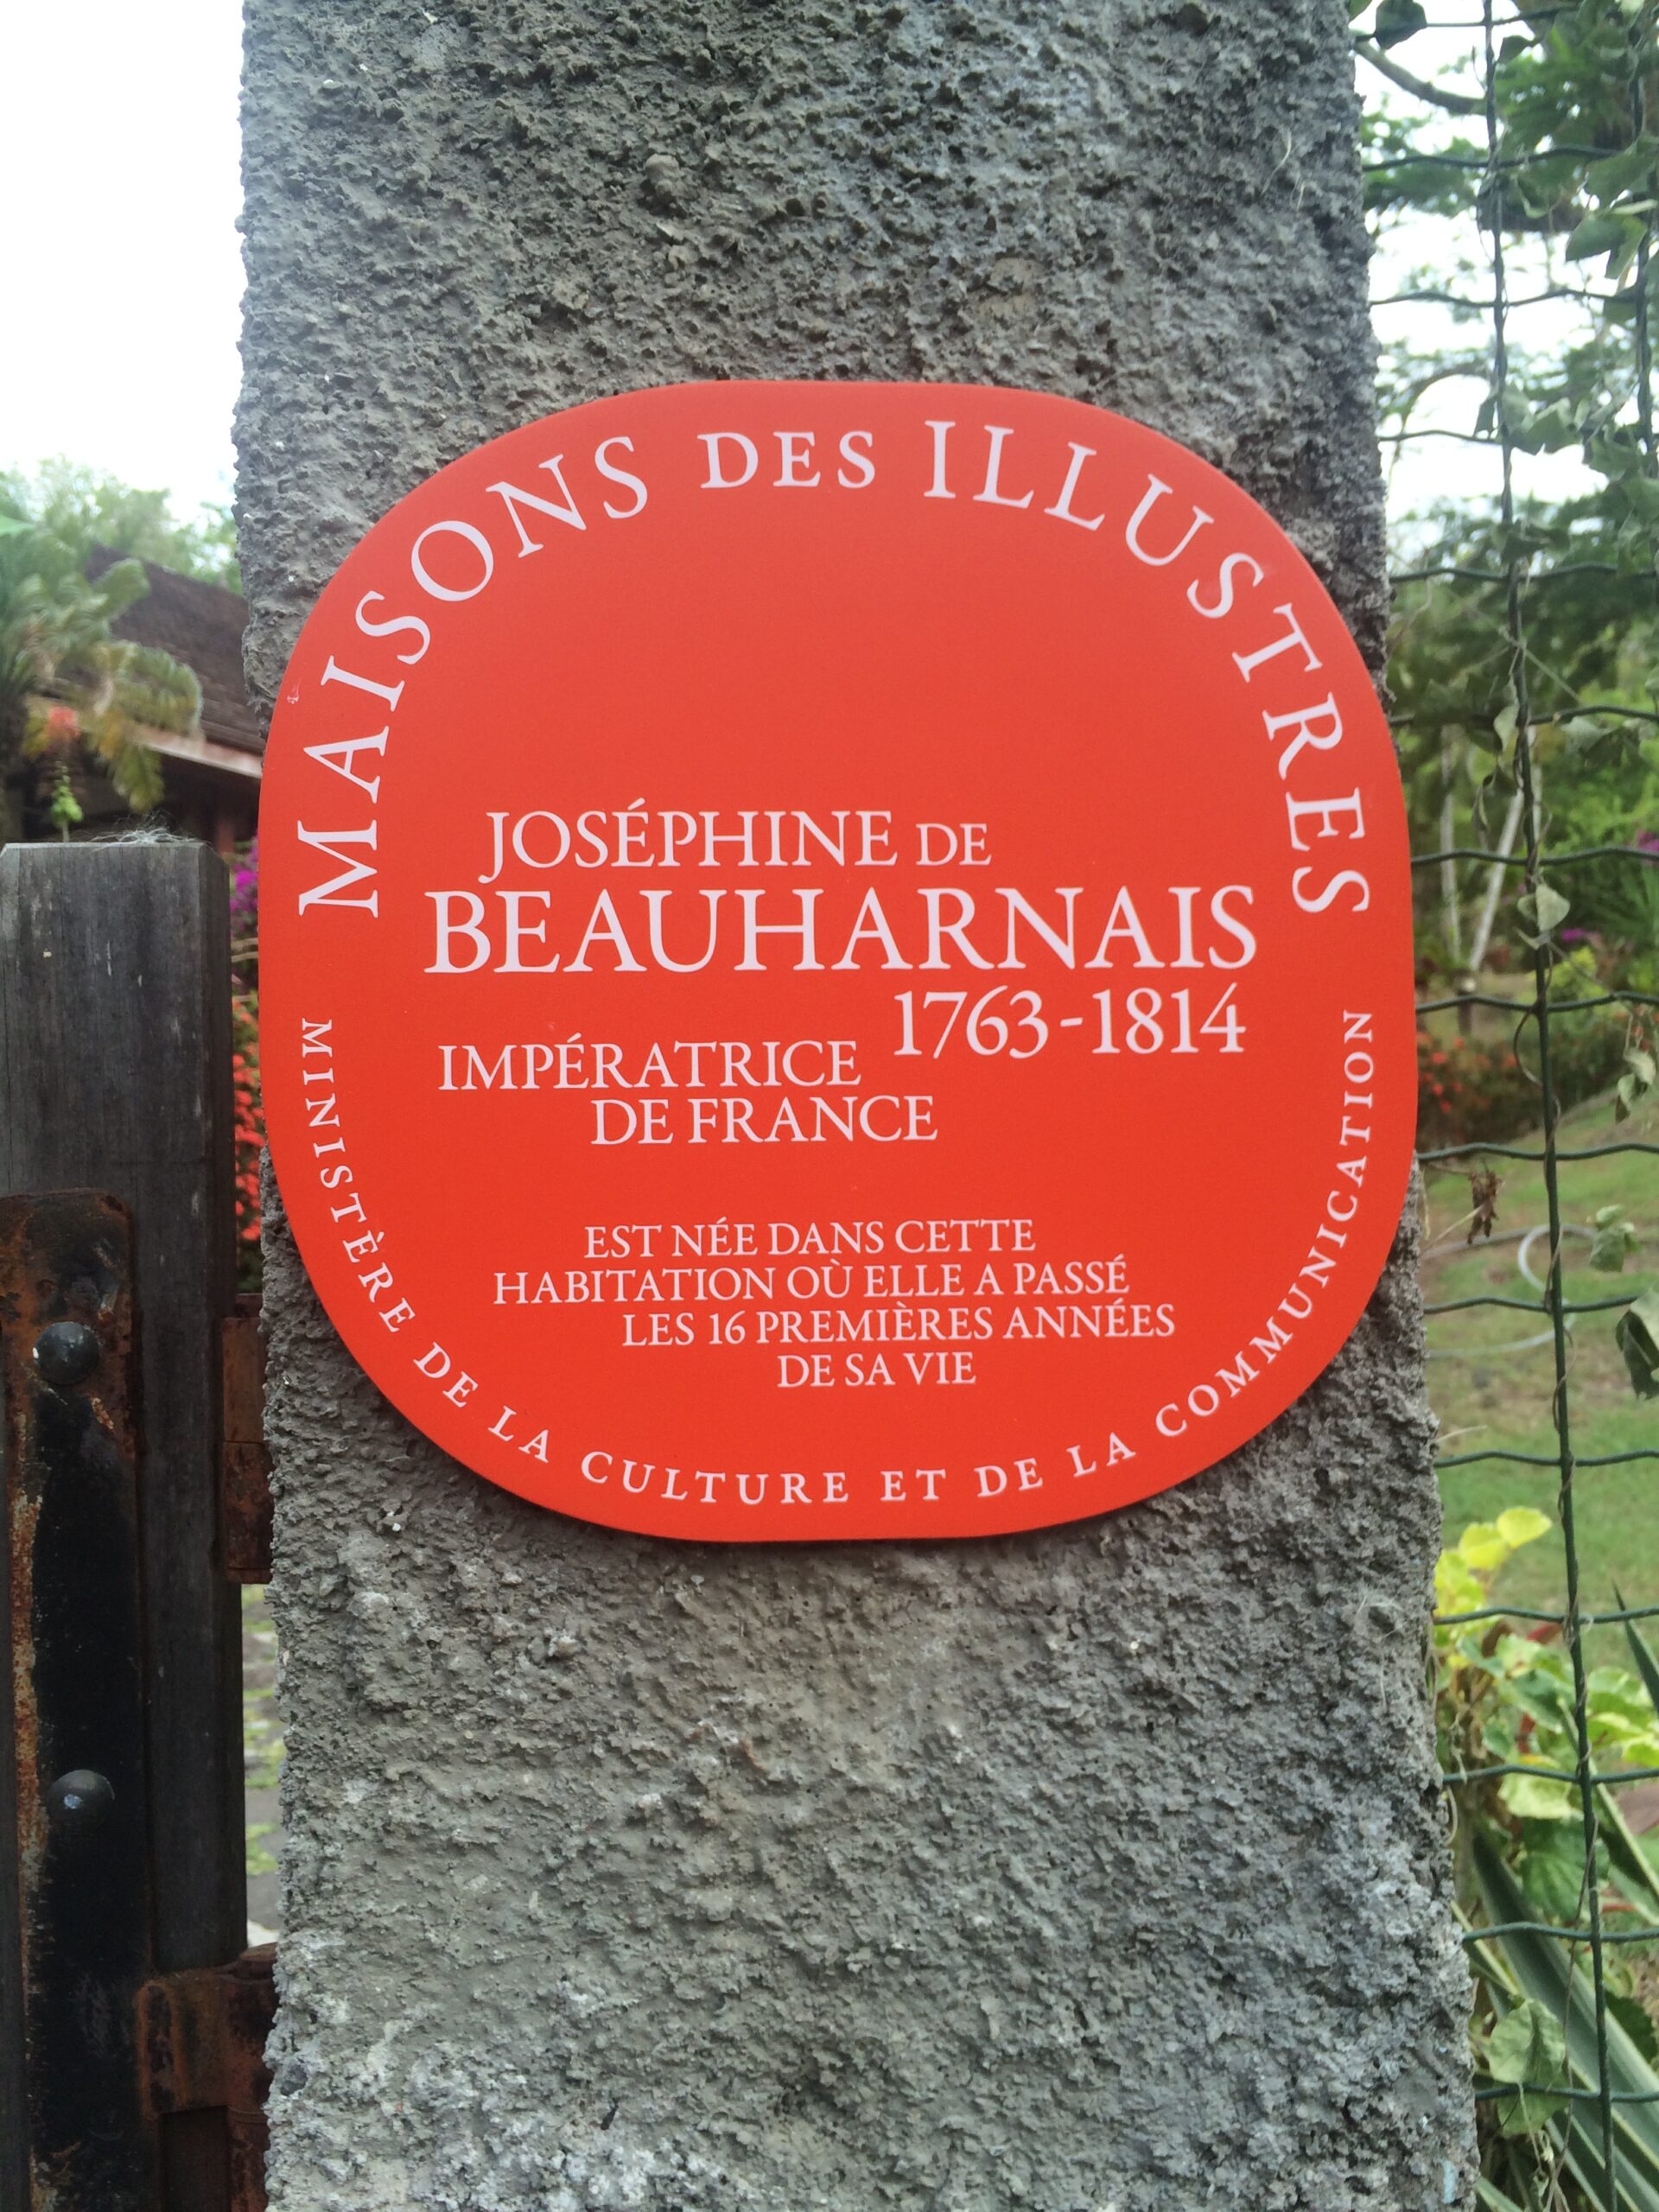 MAISONS DES ILLUSTRES
JOSÉPHINE DE
BEAUHARNAIS
1763-1814
IMPÉRATRICE
DE FRANCE
EST NÉE DANS CETTE
HABITATION OÙ ELLE A PASSÉ
LES 16 PREMIÈRES ANNÉES
DE SA VIE
MINISTÈRE DE LA CULTURE ET DE LA COMMUNICATION